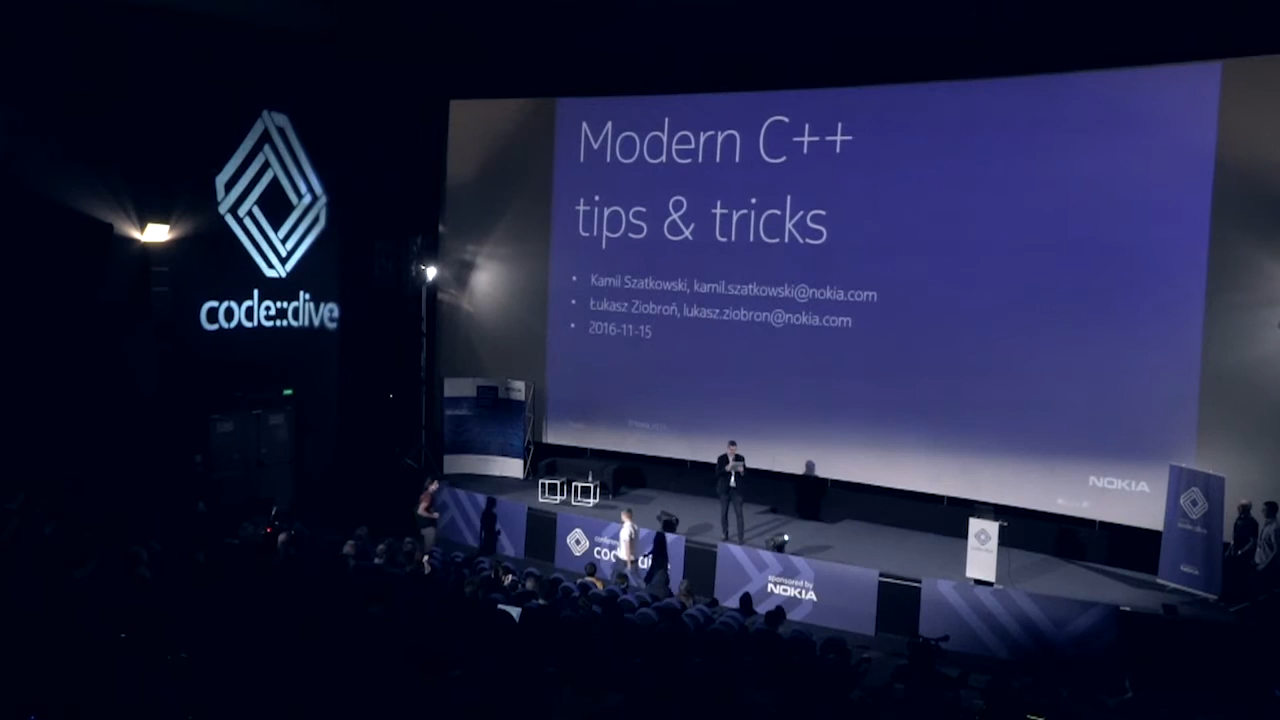 Modern C++
tips & tricks
• Kamil Szatkowski, kamil.szatkowski@nokia.com
• Łukasz Ziobroń, lukasz.ziobron@nokia.com
• 2016-11-15
code::dive
NOKIA
sponsored by
NOKIA